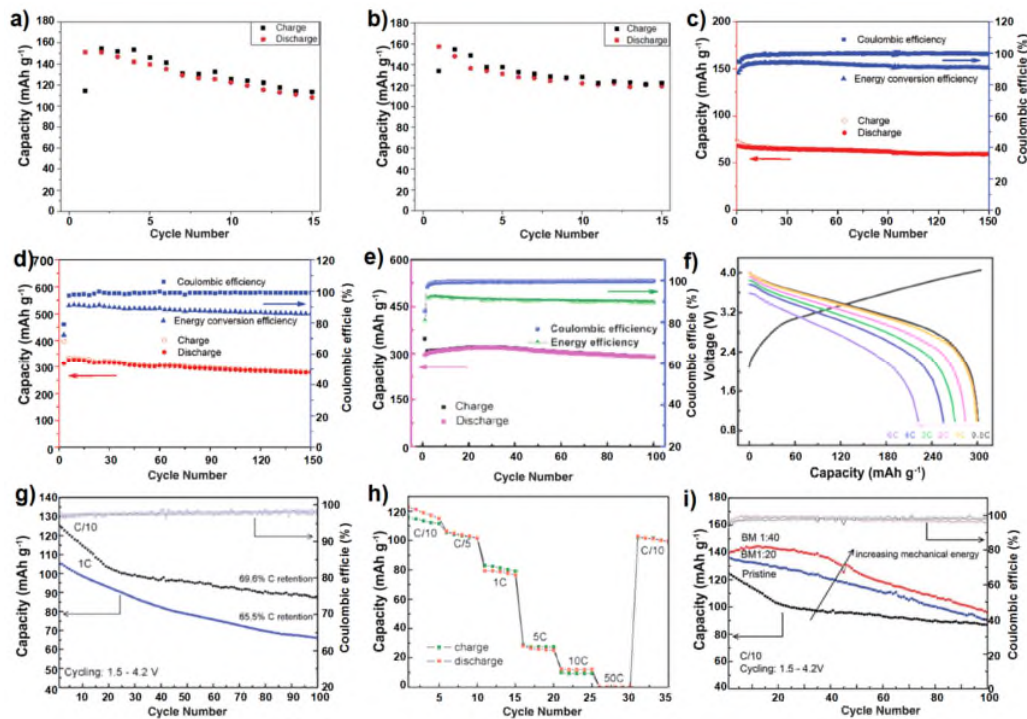 a)
Capacity (mAh g⁻¹)
180
160
140
120
100
80
60
40
20
0
Charge
Discharge
0
5
10
15
Cycle Number
b)
Capacity (mAh g⁻¹)
180
160
140
120
100
80
60
40
20
0
Charge
Discharge
0
5
10
15
Cycle Number
c)
Capacity (mAh g⁻¹)
200
150
100
50
0
Coulombic efficiency
Energy conversion efficiency
Charge
Discharge
120
100
80
60
40
20
0
Coulombic efficie (%)
0
30
60
90
120
150
Cycle Number
d)
Capacity (mAh g⁻¹)
700
600
500
400
300
200
100
0
Coulombic efficiency
Energy conversion efficiency
Charge
Discharge
120
100
80
60
40
20
0
Coulombic efficie (%)
0
30
60
90
120
150
Cycle Number
e)
Capacity (mAh g⁻¹)
600
450
300
150
0
Coulombic efficiency
Energy efficiency
Charge
Discharge
100
80
60
40
20
Coulombic efficie (%)
0
20
40
60
80
100
Cycle Number
f)
Voltage (V)
4.0
3.2
2.4
1.6
0.8
6C 4C 2C
0
60
120
180
240
300
Capacity (mAh g⁻¹)
g)
Capacity (mAh g⁻¹)
140
130
120
110
100
90
80
70
60
50
40
C/10
1C
69.6% C retention
65.5% C retention
Cycling: 1.5 - 4.2V
100
80
60
40
20
Coulombic efficie (%)
10
20
30
40
50
60
70
80
90
100
Cycle Number
h)
Capacity (mAh g⁻¹)
140
120
100
80
60
40
20
0
C/10
C/5
1C
5C
10C
50C
C/10
charge
discharge
5
10
15
20
25
30
35
Cycle Number
i)
Capacity (mAh g⁻¹)
180
160
140
120
100
80
60
40
BM 1:40
BM1:20
Pristine
increasing mechanical energy
C/10
Cycling: 1.5 - 4.2V
100
80
60
40
20
0
Coulombic efficie (%)
20
40
60
80
100
Cycle Number